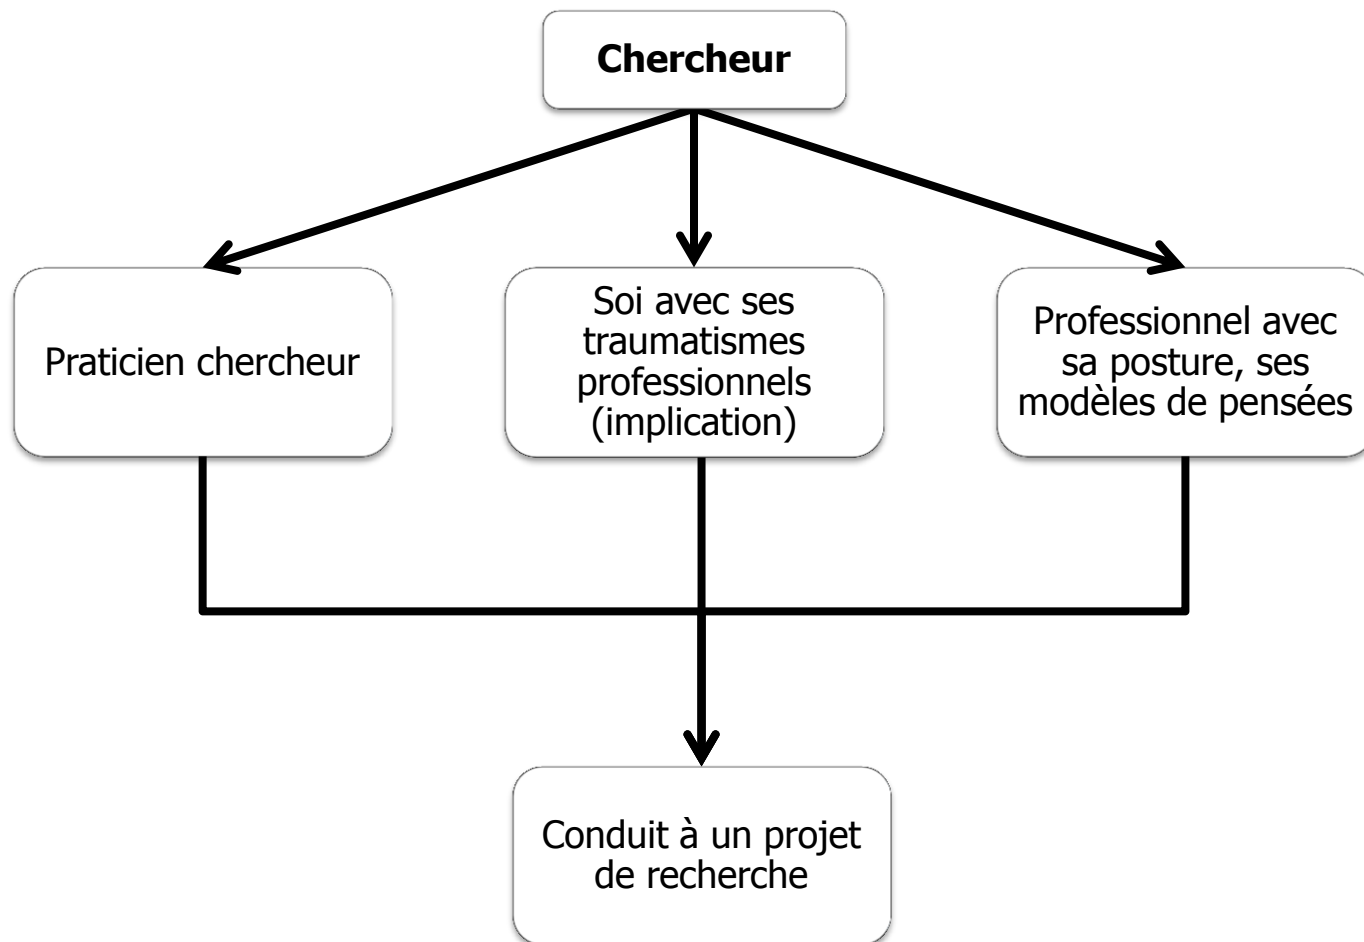 Chercheur
Praticien chercheur
Soi avec ses
traumatismes
professionnels
(implication)
Professionnel avec
sa posture, ses
modèles de pensées
Conduit à un projet
de recherche